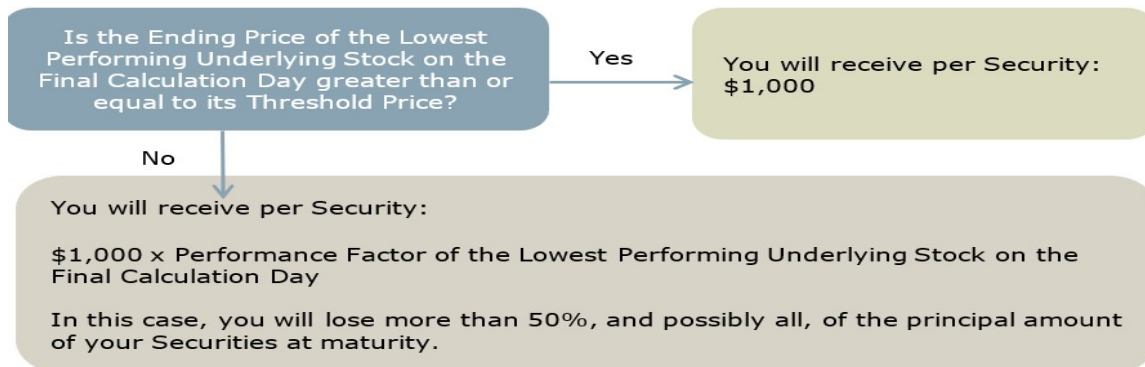 Is the Ending Price of the Lowest
Performing Underlying Stock on the
Final Calculation Day greater than or
equal to its Threshold Price?
Yes
You will receive per Security:
$1,000
No
You will receive per Security:
$1,000 x Performance Factor of the Lowest Performing Underlying Stock on the
Final Calculation Day
In this case, you will lose more than 50%, and possibly all, of the principal amount
of your Securities at maturity.